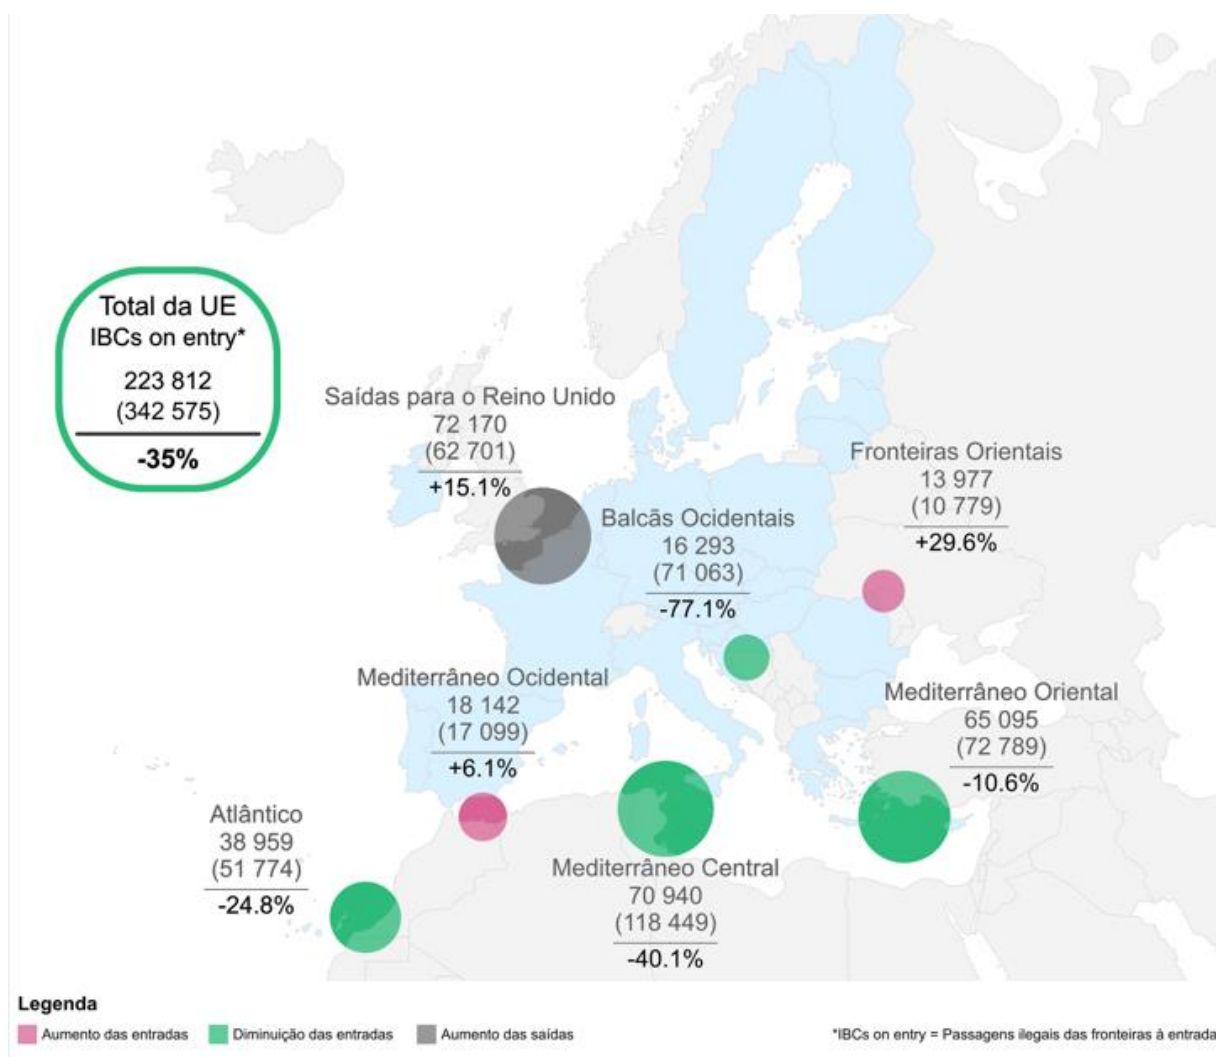 Total da UE
IBCs on entry*
223 812
(342 575)
-35%
Saídas para o Reino Unido
72 170
(62 701)
+15.1%
Fronteiras Orientais
13 977
(10 779)
+29.6%
Balcãs Ocidentais
16 293
(71 063)
-77.1%
Mediterrâneo Ocidental
18 142
(17 099)
+6.1%
Mediterrâneo Oriental
65 095
(72 789)
-10.6%
Atlântico
38 959
(51 774)
-24.8%
Mediterrâneo Central
70 940
(118 449)
-40.1%
Legenda
Aumento das entradas
Diminuição das entradas
Aumento das saídas
*IBCs on entry = Passagens ilegais das fronteiras à entrada